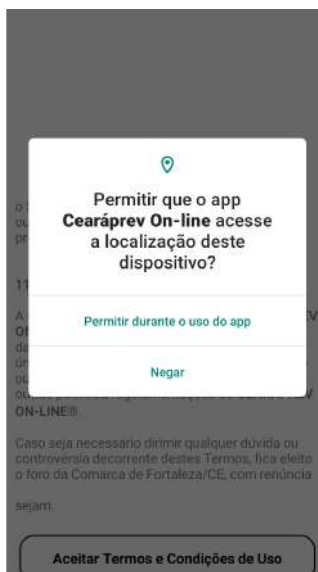 Permitir que o app
Cearáprev On-line acesse
a localização deste
dispositivo?
Permitir durante o uso do app
Negar
ON-LINE®.
Caso seja necessário dirimir qualquer dúvida ou
controvérsia decorrente destes Termos, fica eleito
o foro da Comarca de Fortaleza/CE, com renúncia
sejam.
Aceitar Termos e Condições de Uso